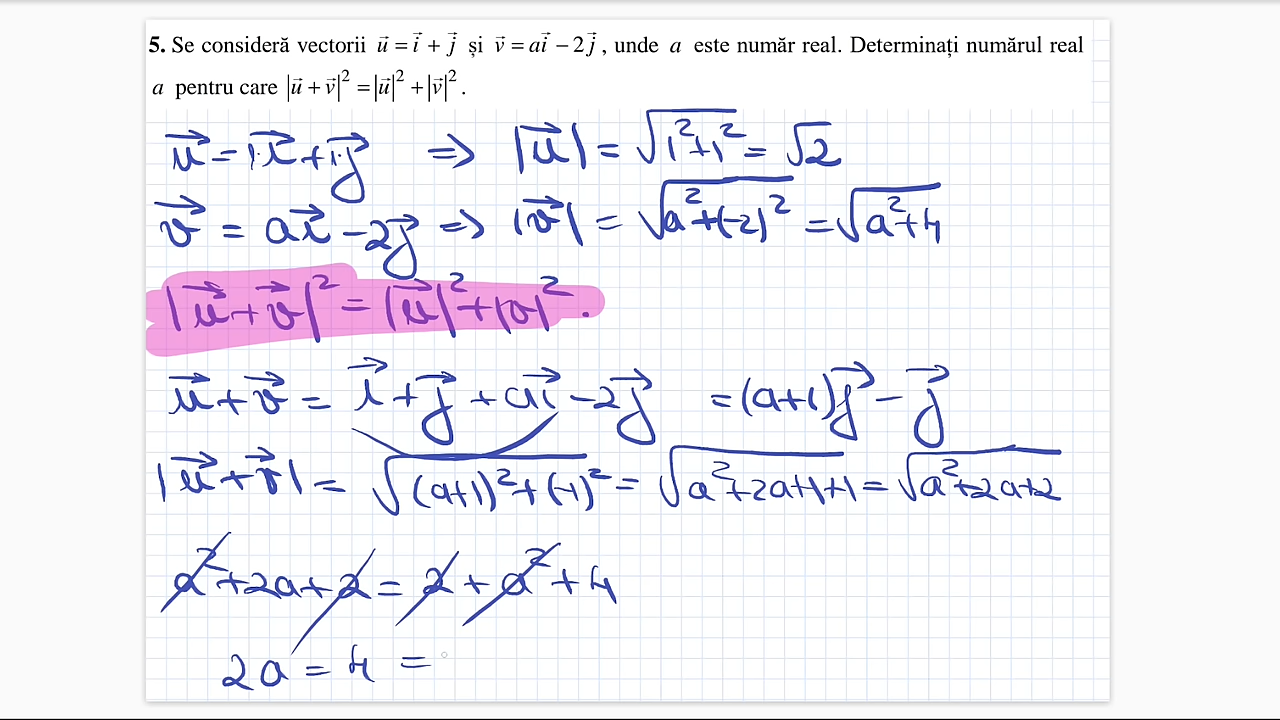 5. Se consideră vectorii u⃗ = i⃗ + j⃗ și v⃗ = ai⃗ − 2j⃗, unde a este număr real. Determinați numărul real
a pentru care |u⃗ + v⃗|² = |u⃗|² + |v⃗|².
u⃗ = 1·i⃗ + 1·j⃗ ⇒ |u⃗| = √(1² + 1²) = √2
v⃗ = ai⃗ − 2j⃗ ⇒ |v⃗| = √(a² + (−2)²) = √(a² + 4)
|u⃗ + v⃗|² = |u⃗|² + |v|².
u⃗ + v⃗ = i⃗ + j⃗ + ai⃗ − 2j⃗ = (a+1)j⃗ − j⃗
|u⃗ + v⃗| = √((a+1)² + (−1)²) = √(a² + 2a + 1 + 1) = √(a² + 2a + 2)
a² + 2a + 2 = 2 + a² + 4
2a = 4 =